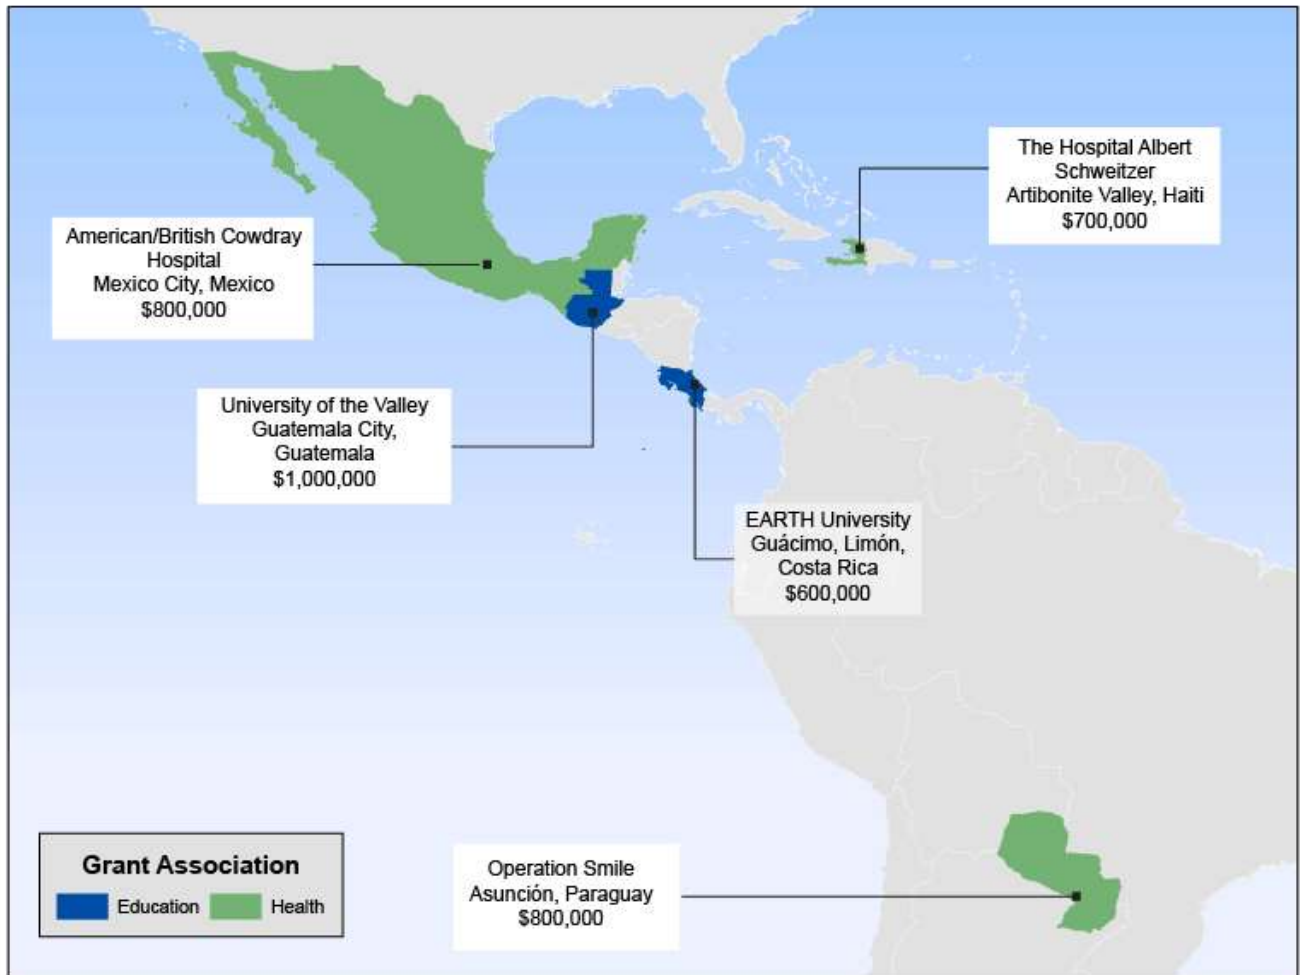 The Hospital Albert
Schweitzer
Artibonite Valley, Haiti
$700,000
American/British Cowdray
Hospital
Mexico City, Mexico
$800,000
University of the Valley
Guatemala City,
Guatemala
$1,000,000
EARTH University
Guácimo, Limón,
Costa Rica
$600,000
Grant Association
Education Health
Operation Smile
Asunción, Paraguay
$800,000